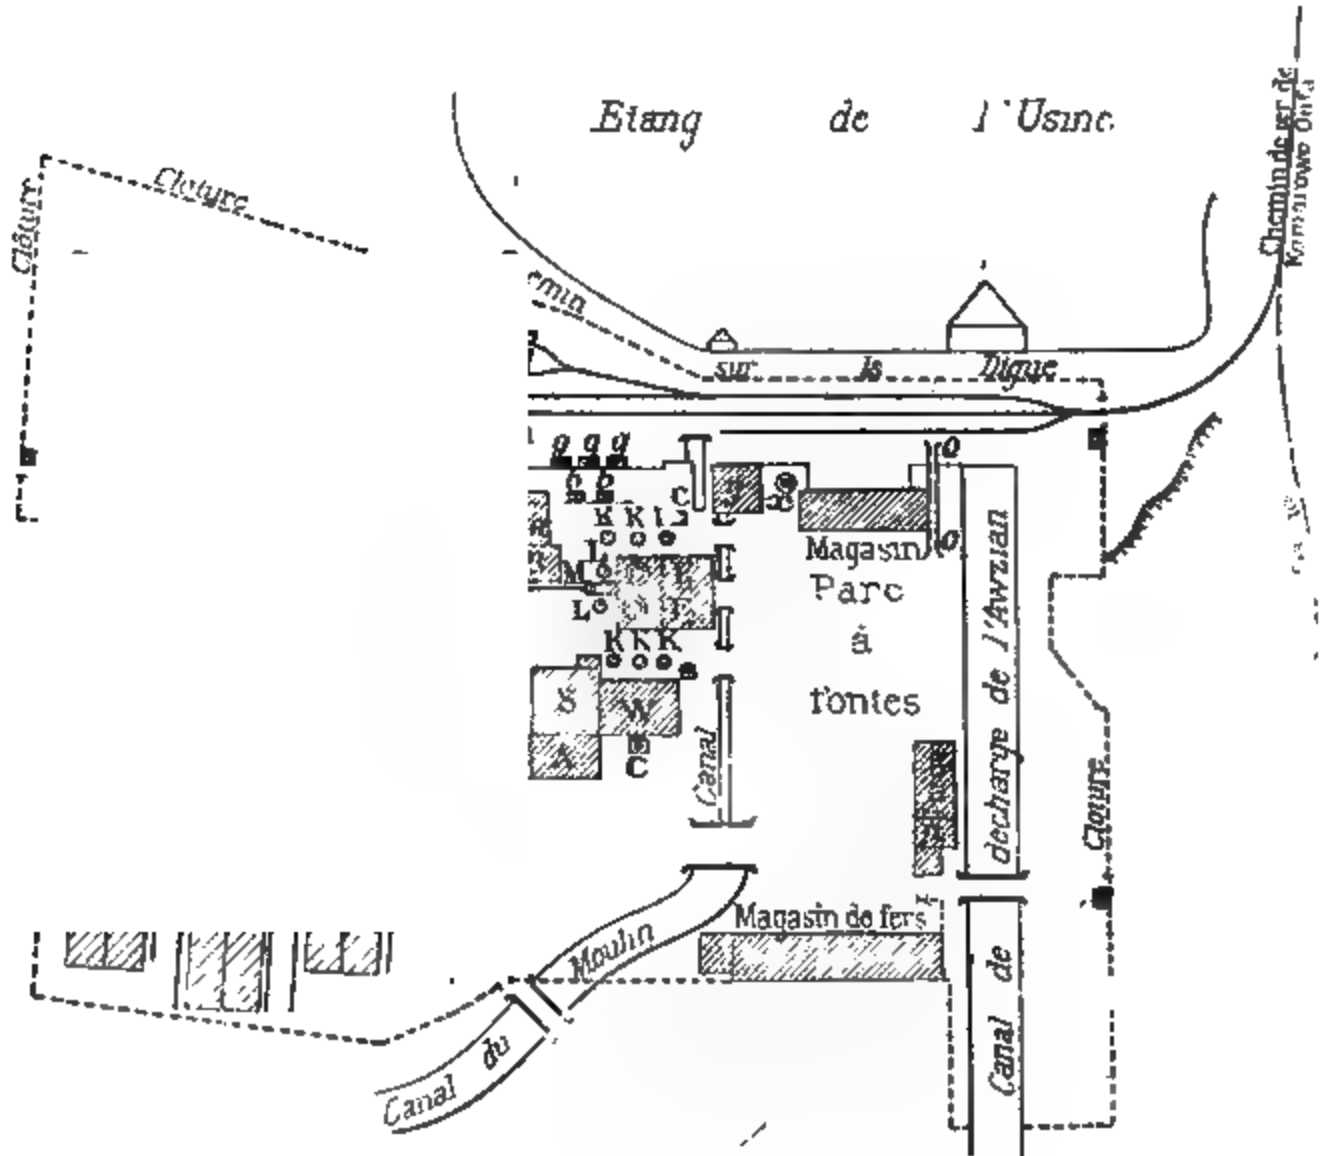 Etang de l'Usine
Clôture
Cloture
Chemin de fer de
sur la Digue
g g g
b b
C
O
K K L
Magasin
O
Parc
à
fontes
M
L
K K K
S
W
A
C
Canal
décharge de l'Awzian
Cloture
Magasin de fers
Moulin
Canal du
Canal de